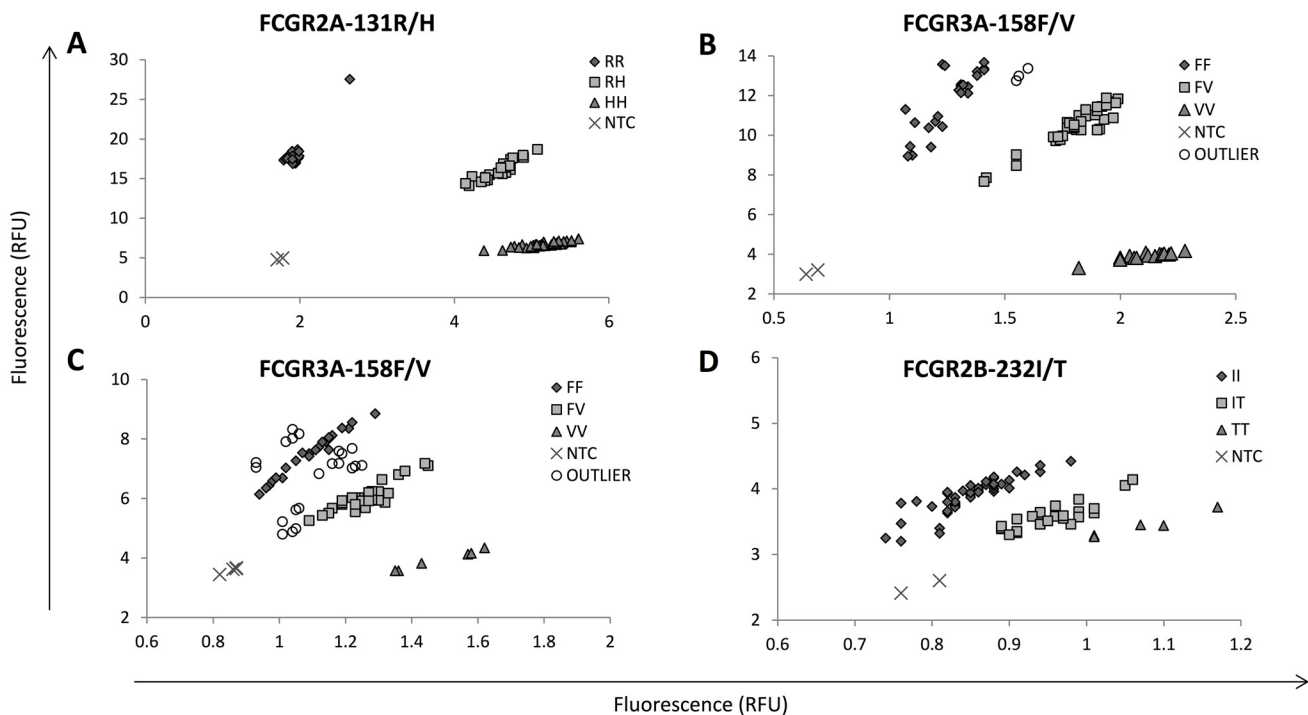 A
FCGR2A-131R/H
30
25
20
15
10
5
0
0
2
4
6
RR
RH
HH
NTC
B
FCGR3A-158F/V
14
12
10
8
6
4
2
0.5
1
1.5
2
2.5
FF
FV
VV
NTC
OUTLIER
C
FCGR3A-158F/V
10
8
6
4
2
0.6
0.8
1
1.2
1.4
1.6
1.8
2
FF
FV
VV
NTC
OUTLIER
D
FCGR2B-232I/T
6
5
4
3
2
0.6
0.7
0.8
0.9
1
1.1
1.2
II
IT
TT
NTC
Fluorescence (RFU)
Fluorescence (RFU)